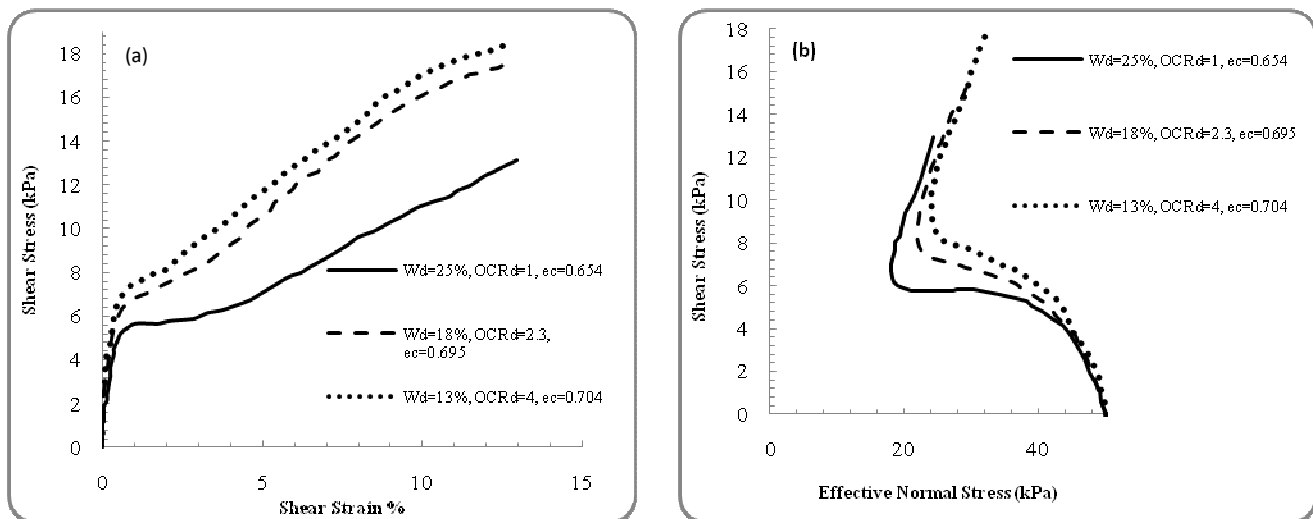 (a)
18
16
14
12
10
8
6
4
2
0
Shear Stress (kPa)
0 5 10 15
Shear Strain %
Wd=25%, OCRd=1, ec=0.654
Wd=18%, OCRd=2.3,
ec=0.695
Wd=13%, OCRd=4, ec=0.704
(b)
18
16
14
12
10
8
6
4
2
0
Shear Stress (kPa)
0 20 40
Effective Normal Stress (kPa)
Wd=25%, OCRd=1, ec=0.654
Wd=18%, OCRd=2.3, ec=0.695
Wd=13%, OCRd=4, ec=0.704